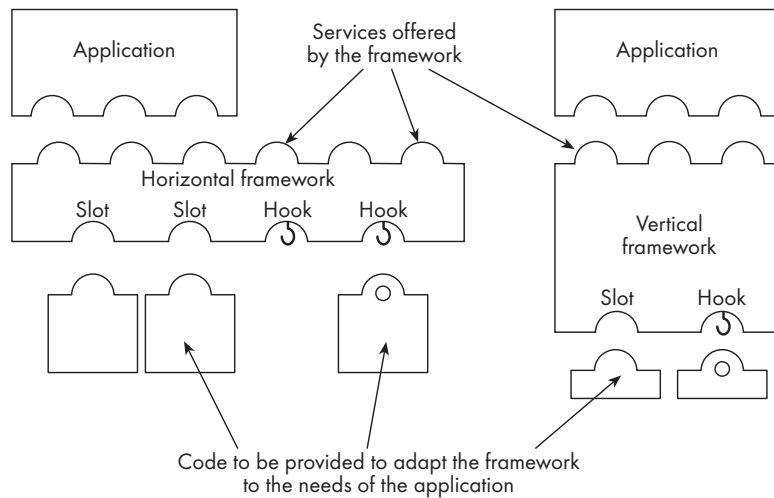 Application
Services offered
by the framework
Application
Horizontal framework
Slot
Slot
Hook
Hook
Vertical
framework
Slot
Hook
Code to be provided to adapt the framework
to the needs of the application